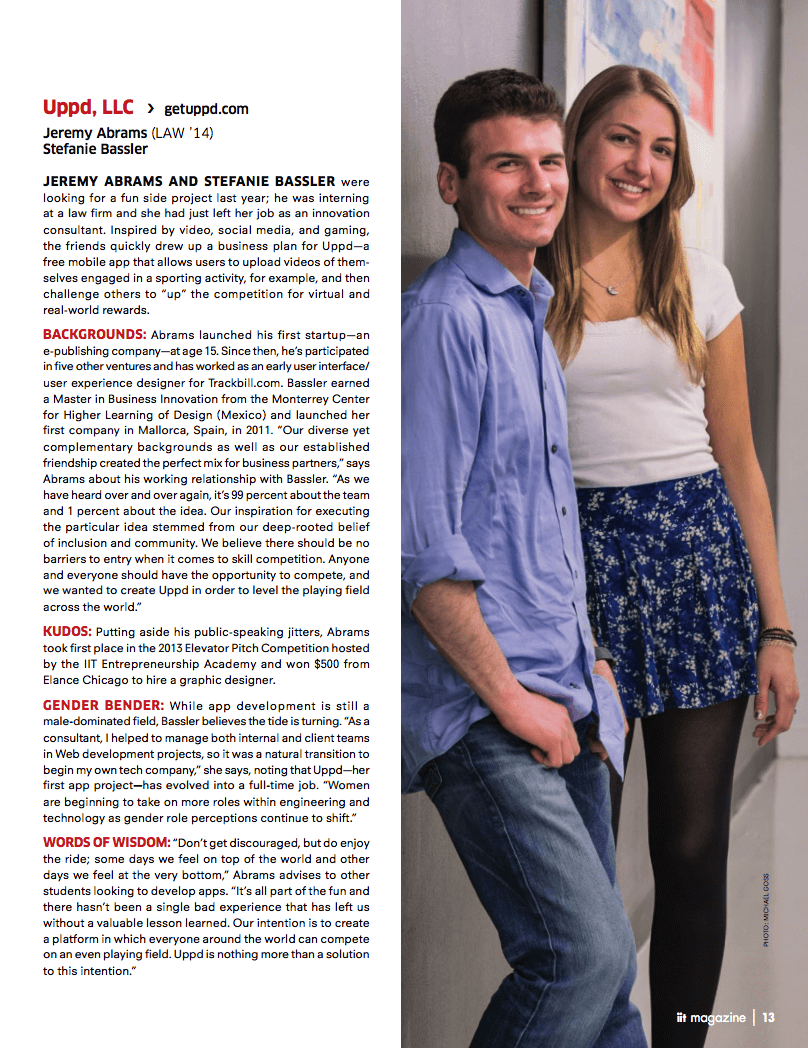 Uppd, LLC › getuppd.com
Jeremy Abrams (LAW ’14)
Stefanie Bassler
JEREMY ABRAMS AND STEFANIE BASSLER were
looking for a fun side project last year; he was interning
at a law firm and she had just left her job as an innovation
consultant. Inspired by video, social media, and gaming,
the friends quickly drew up a business plan for Uppd—a
free mobile app that allows users to upload videos of them-
selves engaged in a sporting activity, for example, and then
challenge others to “up” the competition for virtual and
real-world rewards.
BACKGROUNDS: Abrams launched his first startup—an
e-publishing company—at age 15. Since then, he’s participated
in five other ventures and has worked as an early user interface/
user experience designer for Trackbill.com. Bassler earned
a Master in Business Innovation from the Monterrey Center
for Higher Learning of Design (Mexico) and launched her
first company in Mallorca, Spain, in 2011. “Our diverse yet
complementary backgrounds as well as our established
friendship created the perfect mix for business partners,” says
Abrams about his working relationship with Bassler. “As we
have heard over and over again, it’s 99 percent about the team
and 1 percent about the idea. Our inspiration for executing
the particular idea stemmed from our deep-rooted belief
of inclusion and community. We believe there should be no
barriers to entry when it comes to skill competition. Anyone
and everyone should have the opportunity to compete, and
we wanted to create Uppd in order to level the playing field
across the world.”
KUDOS: Putting aside his public-speaking jitters, Abrams
took first place in the 2013 Elevator Pitch Competition hosted
by the IIT Entrepreneurship Academy and won $500 from
Elance Chicago to hire a graphic designer.
GENDER BENDER: While app development is still a
male-dominated field, Bassler believes the tide is turning. “As a
consultant, I helped to manage both internal and client teams
in Web development projects, so it was a natural transition to
begin my own tech company,” she says, noting that Uppd—her
first app project—has evolved into a full-time job. “Women
are beginning to take on more roles within engineering and
technology as gender role perceptions continue to shift.”
WORDS OF WISDOM: “Don’t get discouraged, but do enjoy
the ride; some days we feel on top of the world and other
days we feel at the very bottom,” Abrams advises to other
students looking to develop apps. “It’s all part of the fun and
there hasn’t been a single bad experience that has left us
without a valuable lesson learned. Our intention is to create
a platform in which everyone around the world can compete
on an even playing field. Uppd is nothing more than a solution
to this intention.”
PHOTO: MICHAEL GOSS
iit magazine | 13